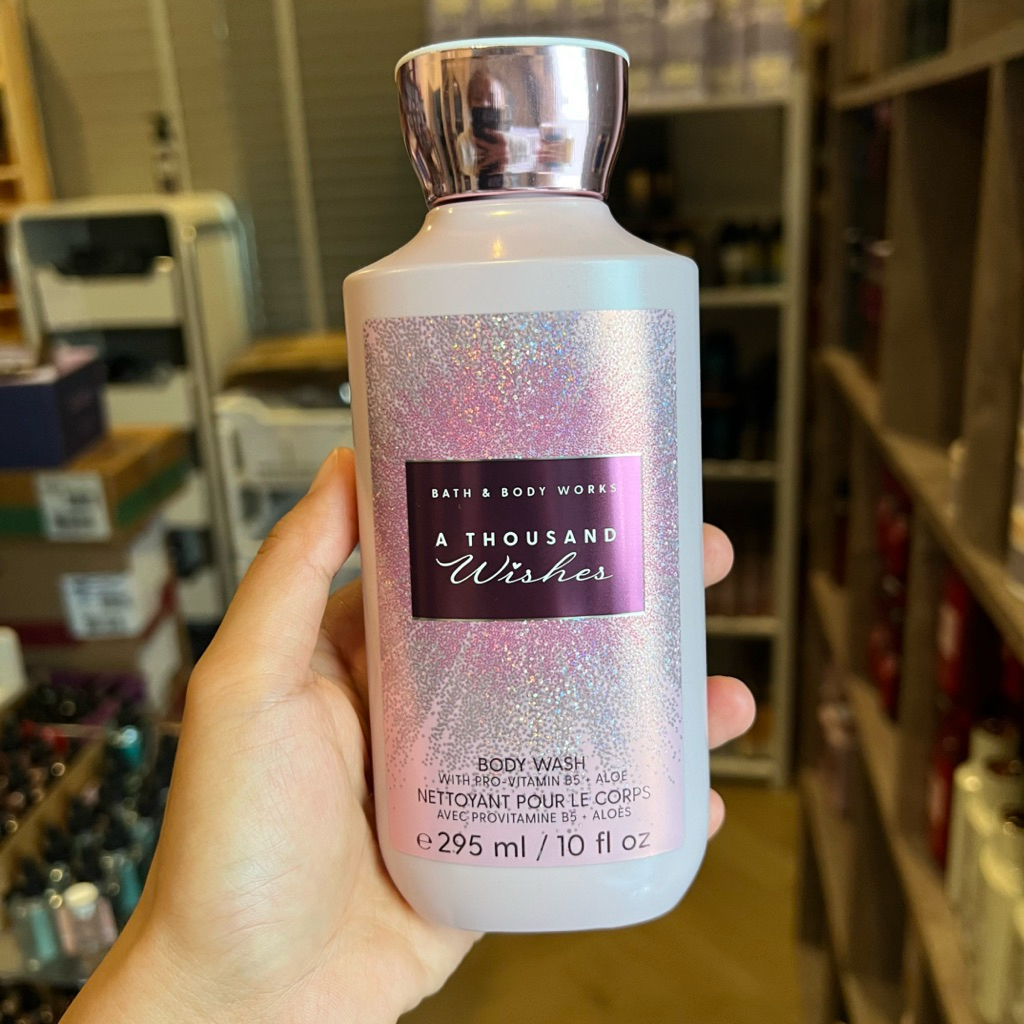 BATH & BODY WORKS
A THOUSAND
Wishes
BODY WASH
WITH PRO-VITAMIN B5 • ALOE
NETTOYANT POUR LE CORPS
AVEC PROVITAMINE B5 • ALOÈS
℮ 295 ml / 10 fl oz